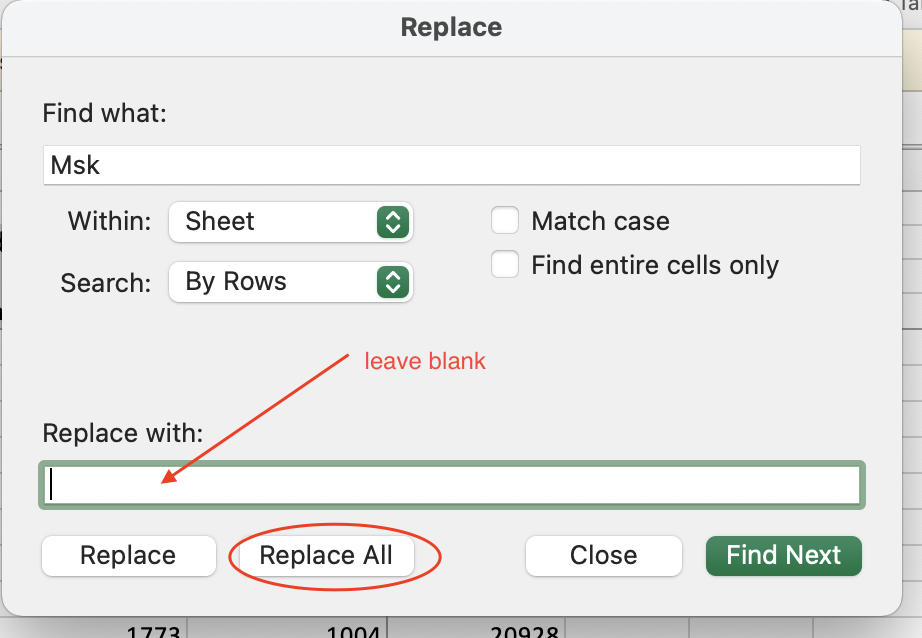 Replace
Find what:
Msk
Within: Sheet
Match case
Search: By Rows
Find entire cells only
leave blank
Replace with:
Replace Replace All Close Find Next
1773 1004 20928